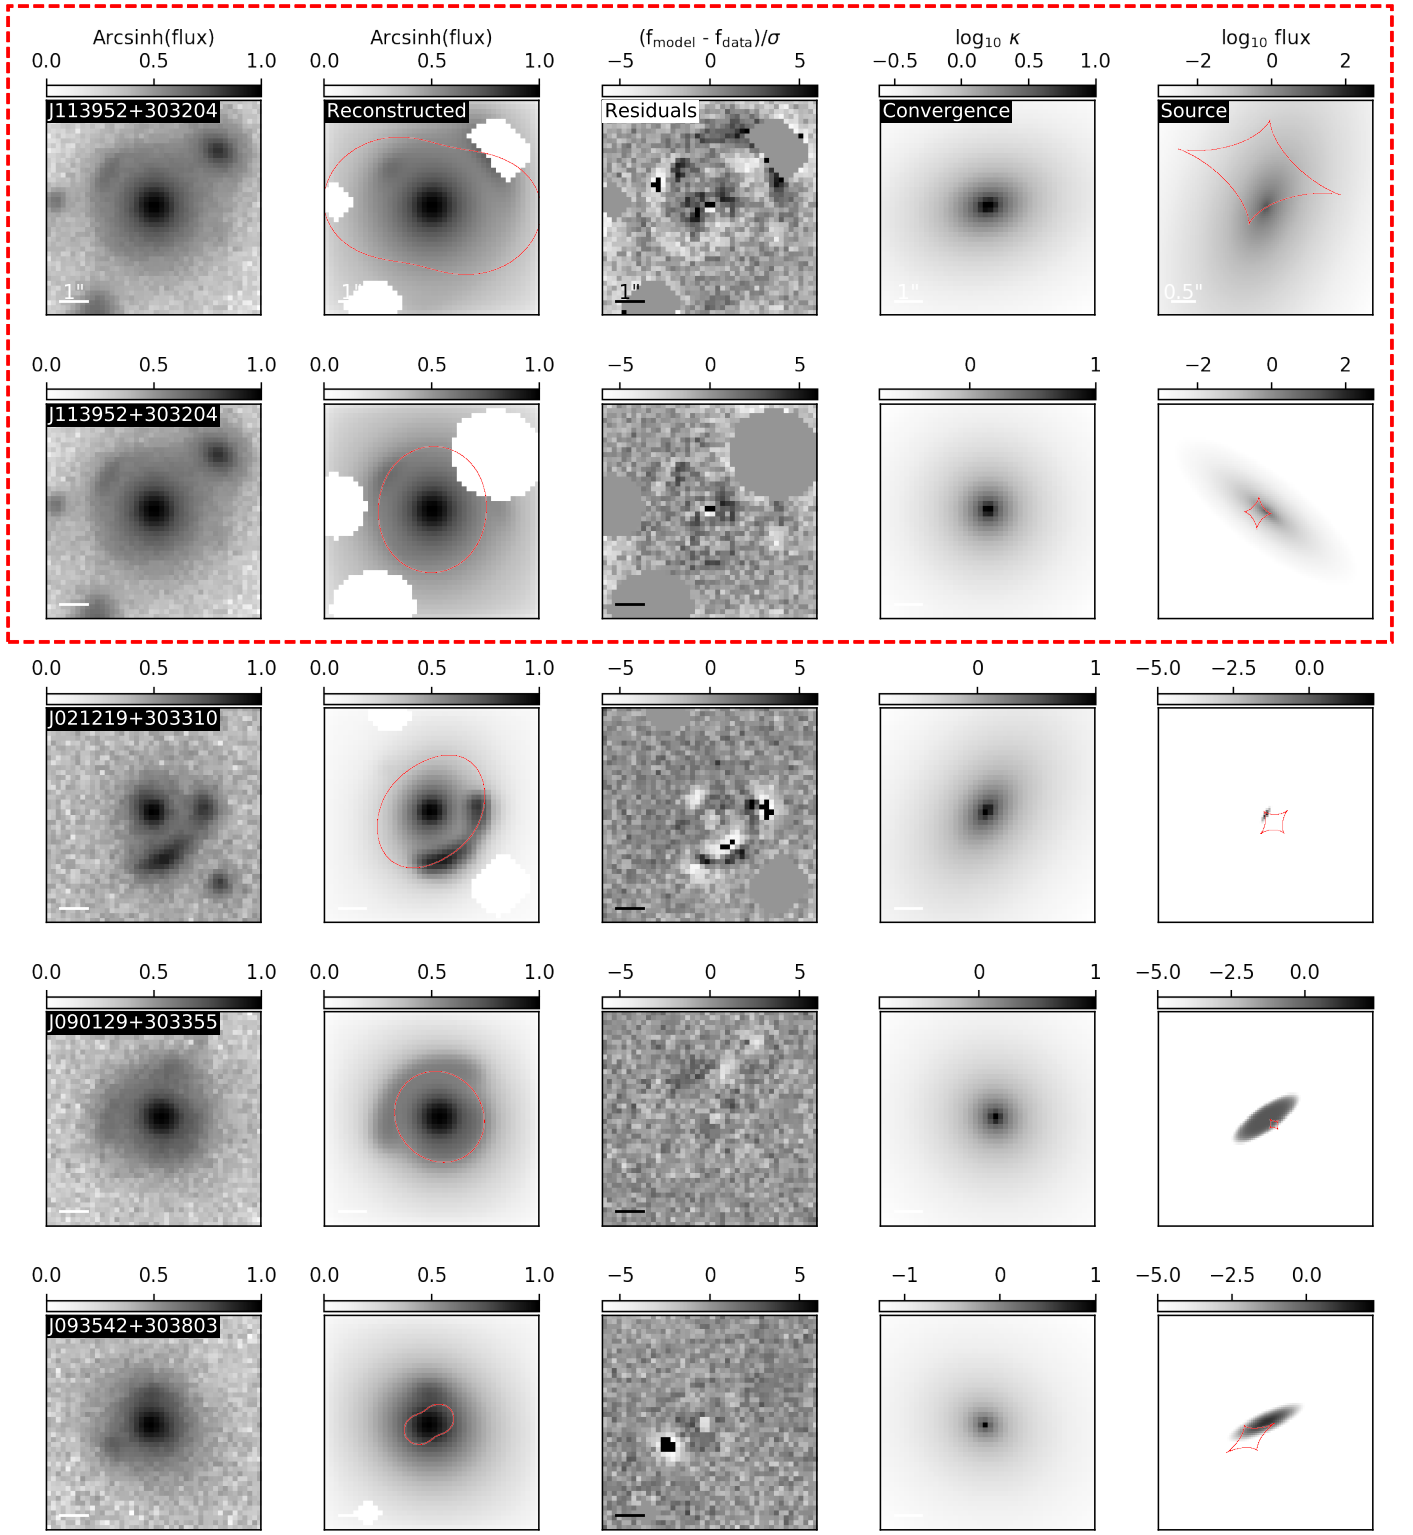 Arcsinh(flux) Arcsinh(flux) (f_model - f_data)/σ log₁₀ κ log₁₀ flux
0.0 0.5 1.0 0.0 0.5 1.0 −5 0 5 −0.5 0.0 0.5 1.0 −2 0 2
J113952+303204 Reconstructed Residuals Convergence Source
1" 1" 1" 1" 0.5"
0.0 0.5 1.0 0.0 0.5 1.0 −5 0 5 0 1 −2 0 2
J113952+303204
0.0 0.5 1.0 0.0 0.5 1.0 −5 0 5 0 1 −5.0 −2.5 0.0
J021219+303310
0.0 0.5 1.0 0.0 0.5 1.0 −5 0 5 0 1 −5.0 −2.5 0.0
J090129+303355
0.0 0.5 1.0 0.0 0.5 1.0 −5 0 5 −1 0 1 −5.0 −2.5 0.0
J093542+303803